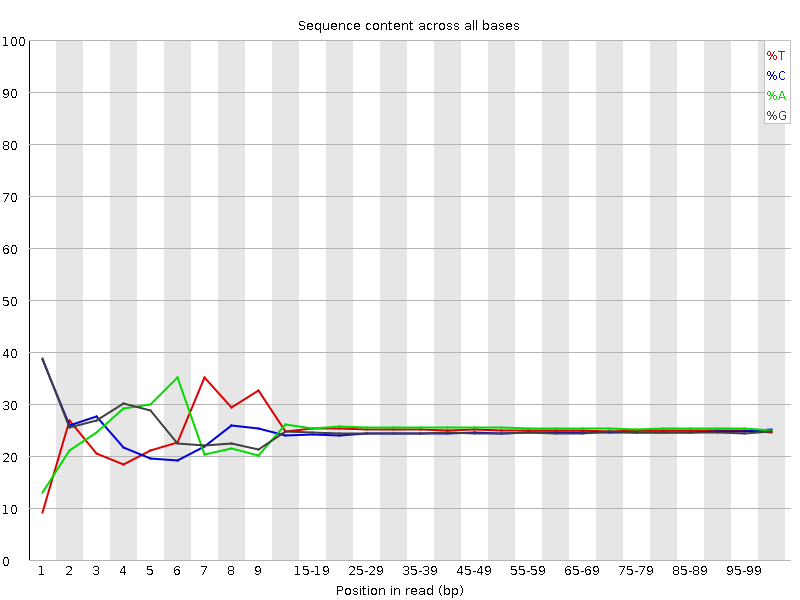 Sequence content across all bases
100
90
80
70
60
50
40
30
20
10
0
%T
%C
%A
%G
1 2 3 4 5 6 7 8 9 15-19 25-29 35-39 45-49 55-59 65-69 75-79 85-89 95-99
Position in read (bp)